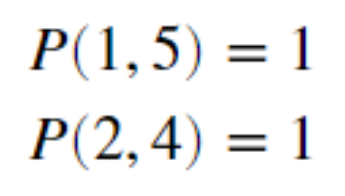 P(1, 5) = 1
P(2, 4) = 1